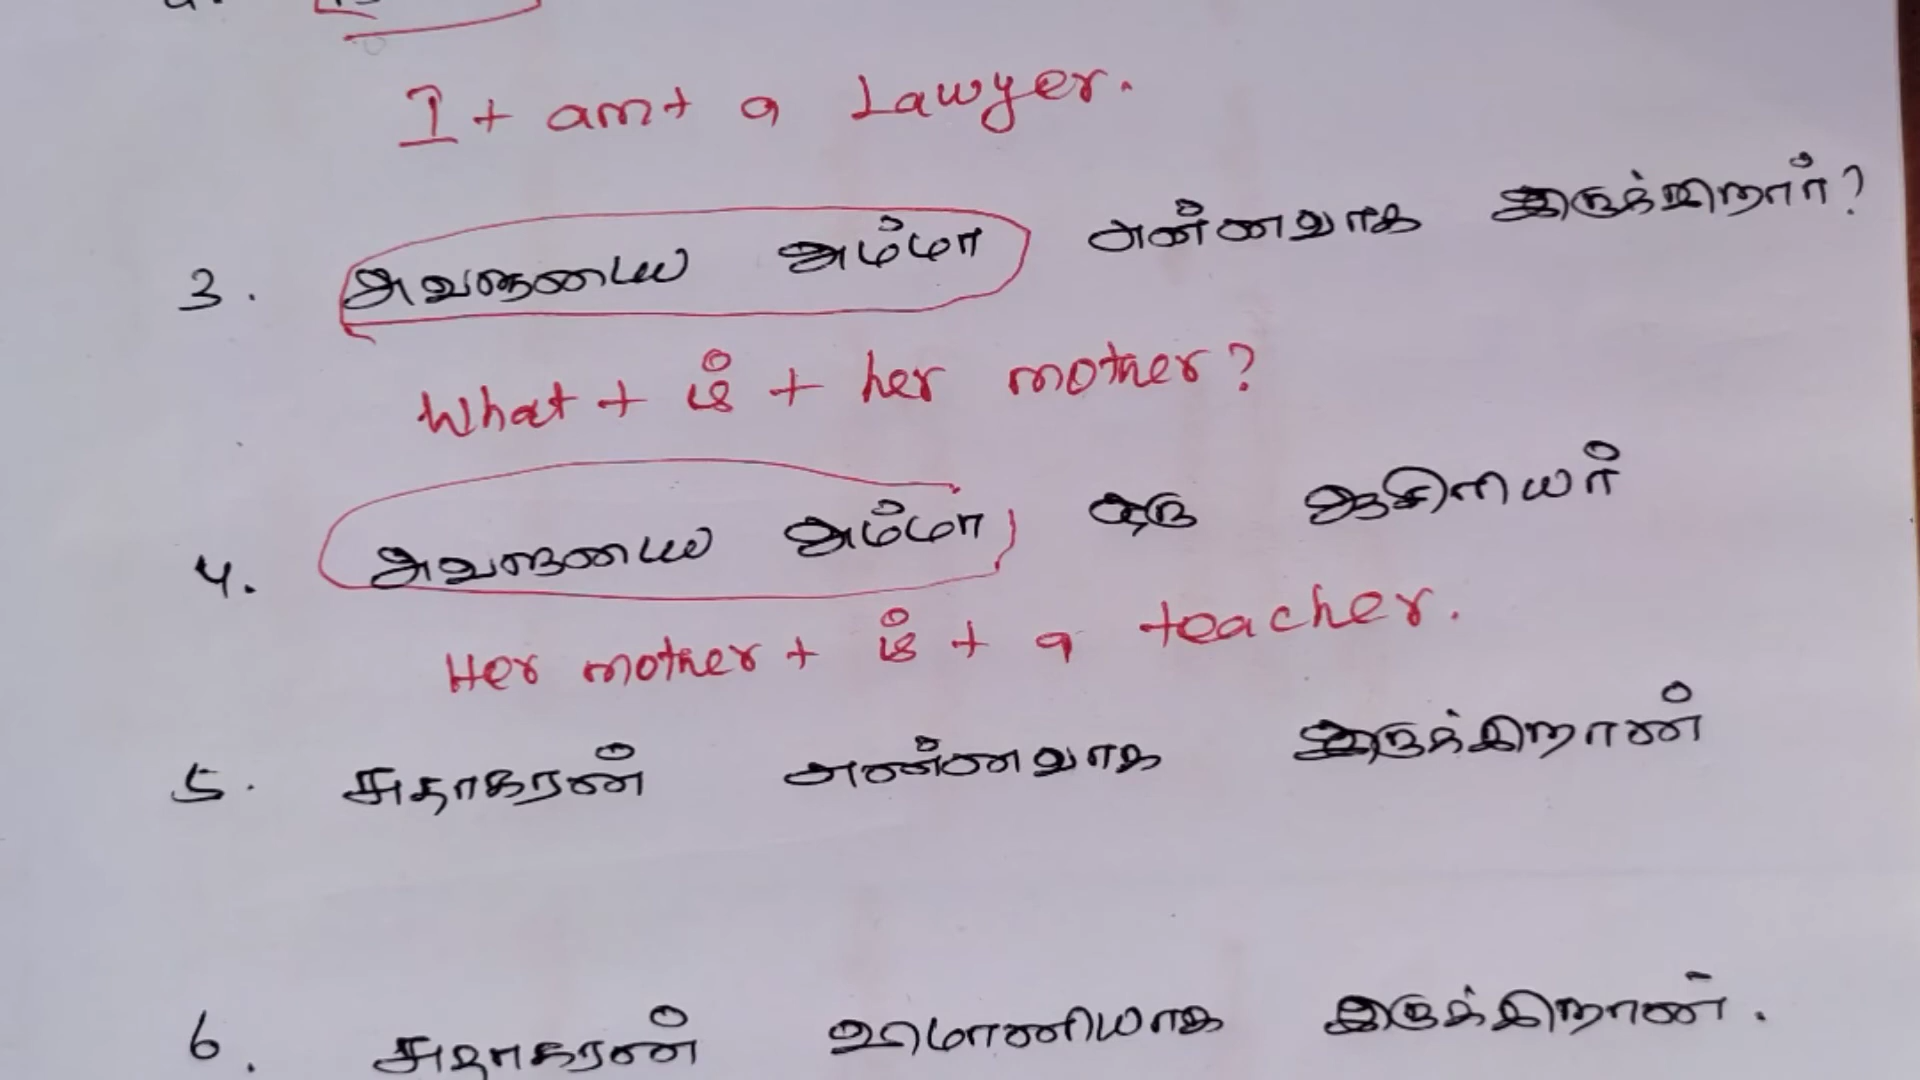 I + am + a Lawyer.
3. அவளுடைய அம்மா என்னவாக இருக்கிறார்?
What + is + her mother?
4. அவளுடைய அம்மா ஒரு ஆசிரியர்
Her mother + is + a teacher.
5. சுதாகரன் என்னவாக இருக்கிறான்
6. சுதாகரன் இருக்கிறான்.